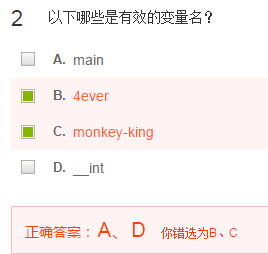 2 以下哪些是有效的变量名?
A. main
B. 4ever
C. monkey-king
D. __int
正确答案：A、D 你错选为B、C